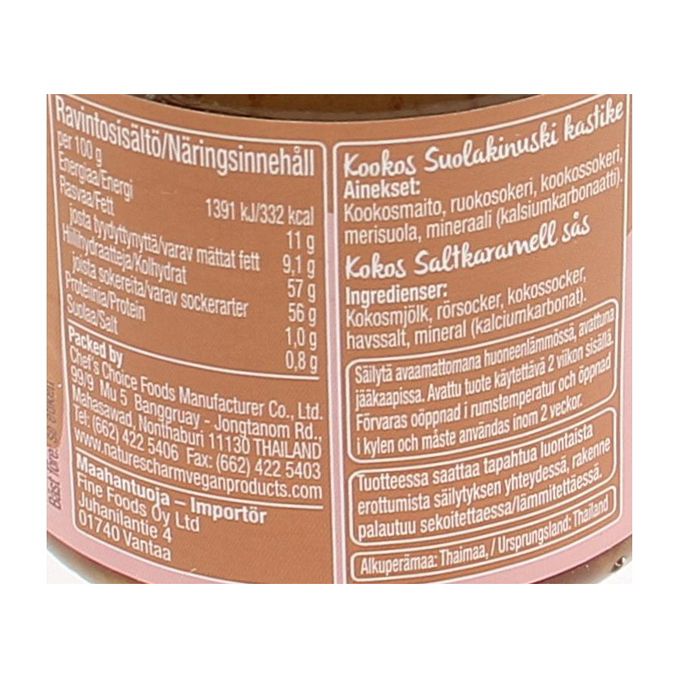 Ravintosisältö/Näringsinnehåll
per 100 g
Energiaa/Energi 1391 kJ/332 kcal
Rasvaa/Fett 11 g
josta tyydyttynyttä/varav mättat fett 9,1 g
Hiilihydraatteja/Kolhydrat 57 g
joista sokereita/varav sockerarter 56 g
Proteiinia/Protein 1,0 g
Suolaa/Salt 0,8 g
Packed by
Chef's Choice Foods Manufacturer Co., Ltd.
99/9 Mu 5 Banggruay - Jongtanom Rd.,
Mahasawad, Nonthaburi 11130 THAILAND
Tel: (662) 422 5406 Fax: (662) 422 5403
www.naturescharmveganproducts.com
Maahantuoja – Importör
Fine Foods Oy Ltd
Juhanilantie 4
01740 Vantaa
Kookos Suolakinuski kastike
Ainekset:
Kookosmaito, ruokosokeri, kookossokeri,
merisuola, mineraali (kalsiumkarbonaatti).
Kokos Saltkaramell sås
Ingredienser:
Kokosmjölk, rörsocker, kokossocker,
havssalt, mineral (kalciumkarbonat).
Säilytä avaamattomana huoneenlämmössä, avattuna
jääkaapissa. Avattu tuote käytettävä 2 viikon sisällä.
Förvaras oöppnad i rumstemperatur och öppnad
i kylen och måste användas inom 2 veckor.
Tuotteessa saattaa tapahtua luontaista
erottumista säilytyksen yhteydessä, rakenne
palautuu sekoitettaessa/lämmitettäessä.
Alkuperämaa: Thaimaa, / Ursprungsland: Thailand